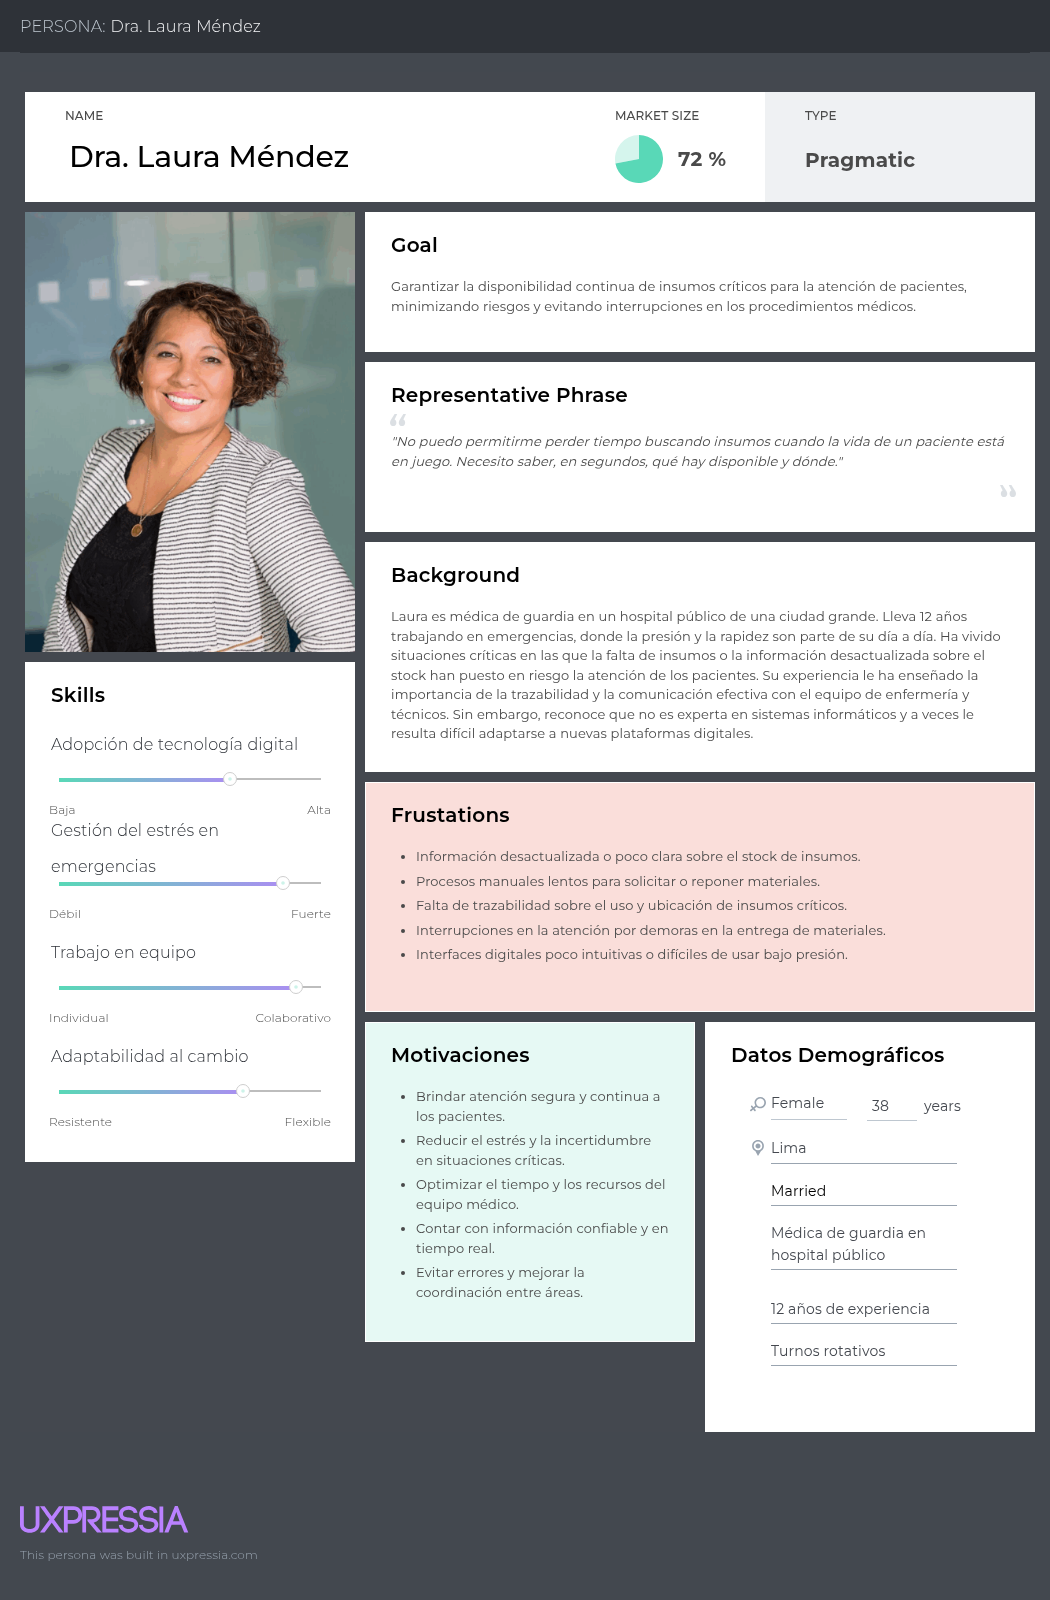 PERSONA: Dra. Laura Méndez
NAME
Dra. Laura Méndez
MARKET SIZE
72 %
TYPE
Pragmatic
Goal
Garantizar la disponibilidad continua de insumos críticos para la atención de pacientes,
minimizando riesgos y evitando interrupciones en los procedimientos médicos.
Representative Phrase
"No puedo permitirme perder tiempo buscando insumos cuando la vida de un paciente está
en juego. Necesito saber, en segundos, qué hay disponible y dónde."
Background
Laura es médica de guardia en un hospital público de una ciudad grande. Lleva 12 años
trabajando en emergencias, donde la presión y la rapidez son parte de su día a día. Ha vivido
situaciones críticas en las que la falta de insumos o la información desactualizada sobre el
stock han puesto en riesgo la atención de los pacientes. Su experiencia le ha enseñado la
importancia de la trazabilidad y la comunicación efectiva con el equipo de enfermería y
técnicos. Sin embargo, reconoce que no es experta en sistemas informáticos y a veces le
resulta difícil adaptarse a nuevas plataformas digitales.
Skills
Adopción de tecnología digital
Baja Alta
Gestión del estrés en
emergencias
Débil Fuerte
Trabajo en equipo
Individual Colaborativo
Adaptabilidad al cambio
Resistente Flexible
Frustations
• Información desactualizada o poco clara sobre el stock de insumos.
• Procesos manuales lentos para solicitar o reponer materiales.
• Falta de trazabilidad sobre el uso y ubicación de insumos críticos.
• Interrupciones en la atención por demoras en la entrega de materiales.
• Interfaces digitales poco intuitivas o difíciles de usar bajo presión.
Motivaciones
• Brindar atención segura y continua a
los pacientes.
• Reducir el estrés y la incertidumbre
en situaciones críticas.
• Optimizar el tiempo y los recursos del
equipo médico.
• Contar con información confiable y en
tiempo real.
• Evitar errores y mejorar la
coordinación entre áreas.
Datos Demográficos
Female 38 years
Lima
Married
Médica de guardia en
hospital público
12 años de experiencia
Turnos rotativos
UXPRESSIA
This persona was built in uxpressia.com